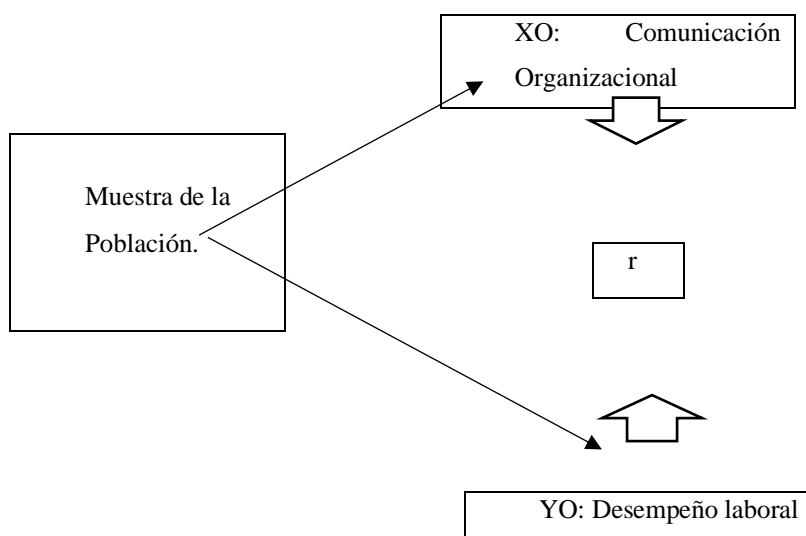 XO: Comunicación
Organizacional
Muestra de la
Población.
r
YO: Desempeño laboral